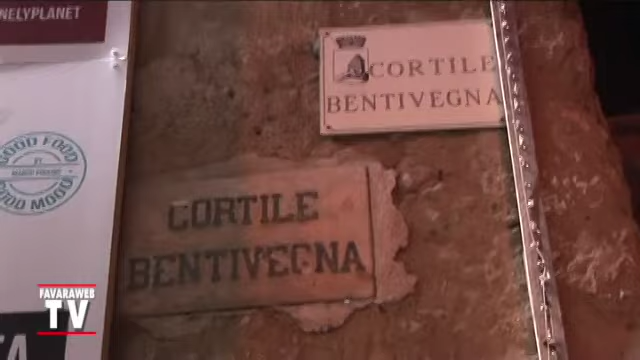 NELYPLANET
CORTILE
BENTIVEGNA
GOOD FOOD
GOOD MOOD
CORTILE
BENTIVEGNA
FAVARAWEB
TV